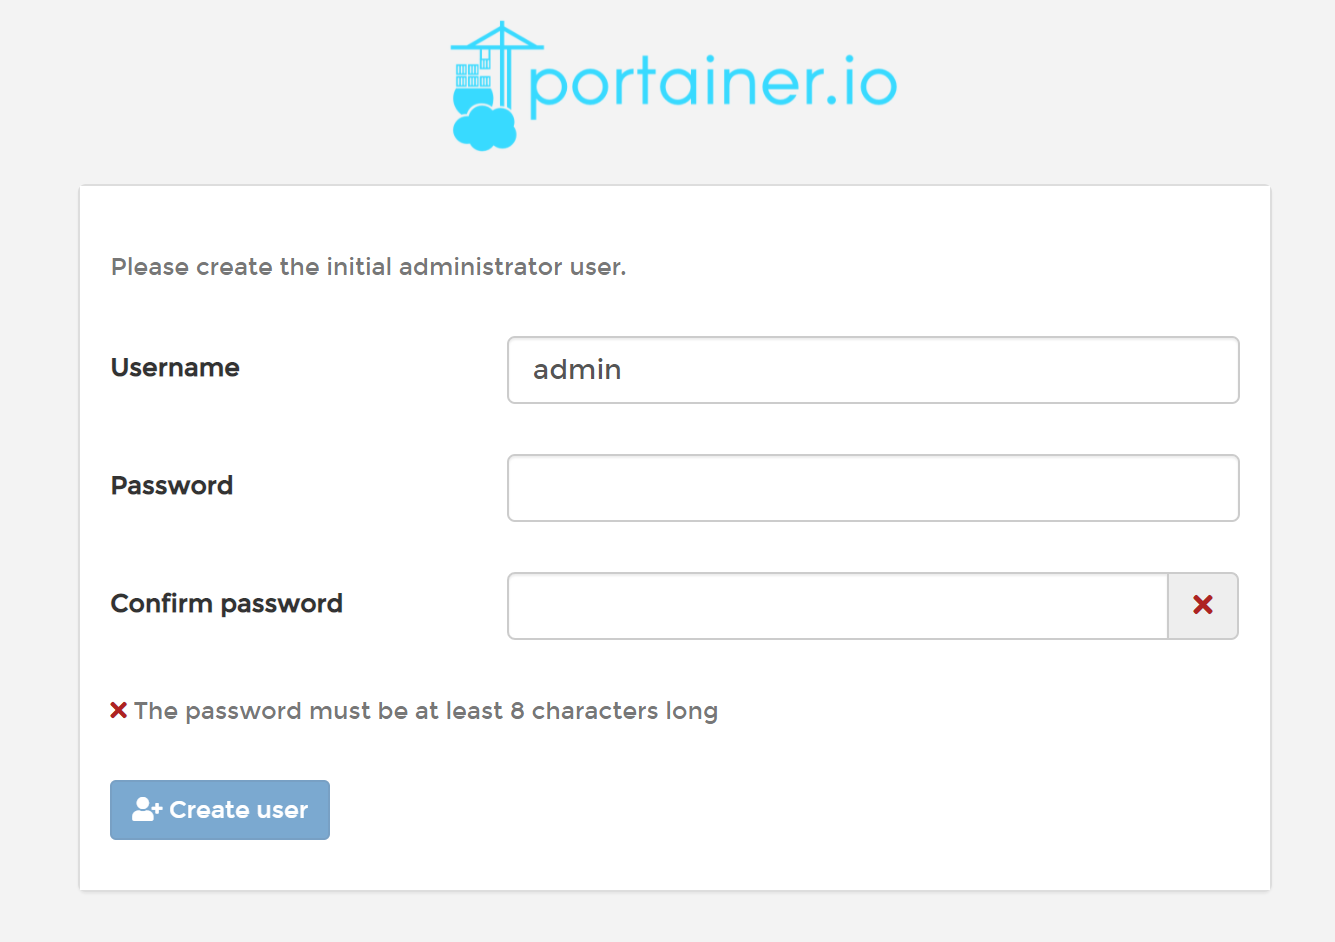 portainer.io
Please create the initial administrator user.
Username
admin
Password
Confirm password
The password must be at least 8 characters long
Create user